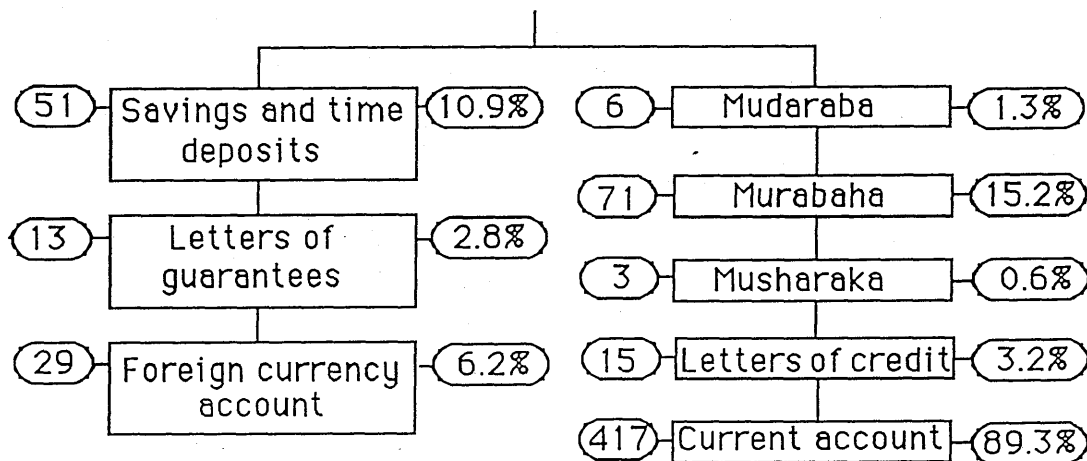 51 Savings and time deposits 10.9%
13 Letters of guarantees 2.8%
29 Foreign currency account 6.2%
6 Mudaraba 1.3%
71 Murabaha 15.2%
3 Musharaka 0.6%
15 Letters of credit 3.2%
417 Current account 89.3%